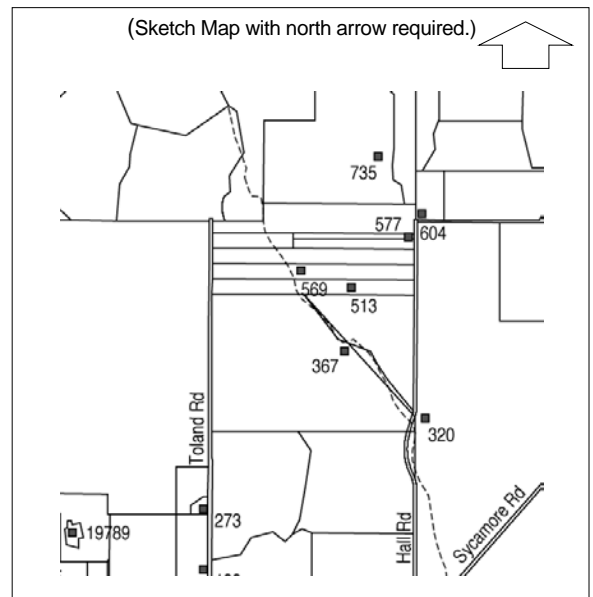 (Sketch Map with north arrow required.)
735
577
604
569
513
367
Toland Rd
320
273
Hall Rd
Sycamore Rd
19789